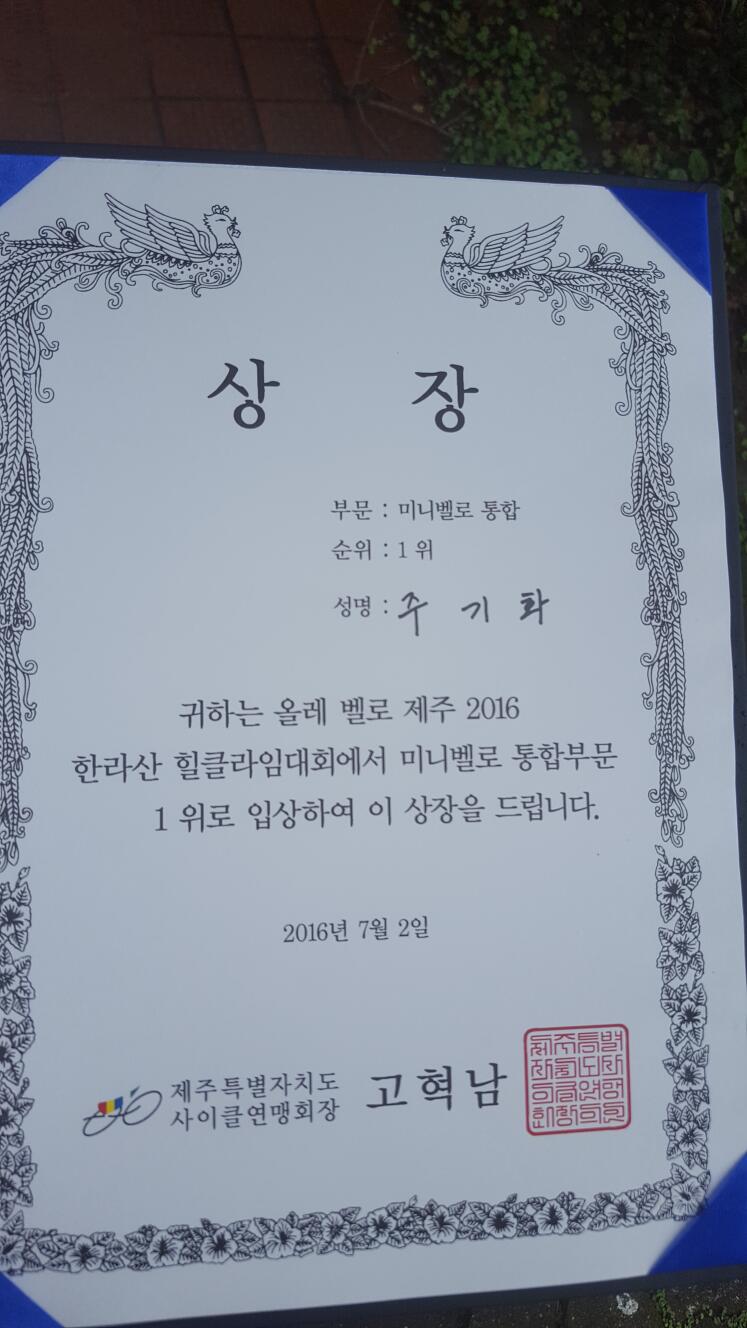 상 장
부문 : 미니벨로 통합
순위 : 1 위
성명 : 주 기 화
귀하는 올레 벨로 제주 2016
한라산 힐클라임대회에서 미니벨로 통합부문
1 위로 입상하여 이 상장을 드립니다.
2016년 7월 2일
제주특별자치도
사이클연맹회장
고혁남